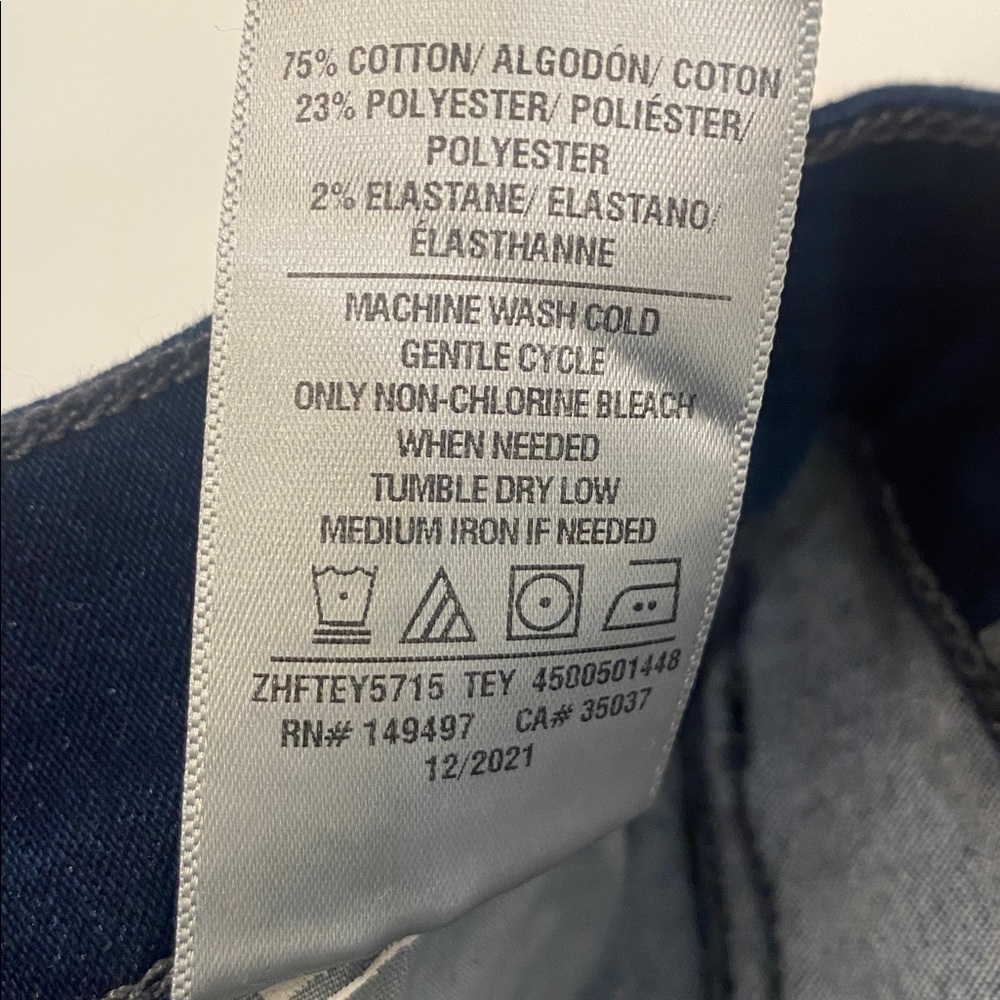 75% COTTON/ ALGODÓN/ COTON
23% POLYESTER/ POLIÉSTER/
POLYESTER
2% ELASTANE/ ELASTANO/
ÉLASTHANNE
MACHINE WASH COLD
GENTLE CYCLE
ONLY NON-CHLORINE BLEACH
WHEN NEEDED
TUMBLE DRY LOW
MEDIUM IRON IF NEEDED
ZHFTEY5715 TEY 4500501448
RN# 149497 CA# 35037
12/2021